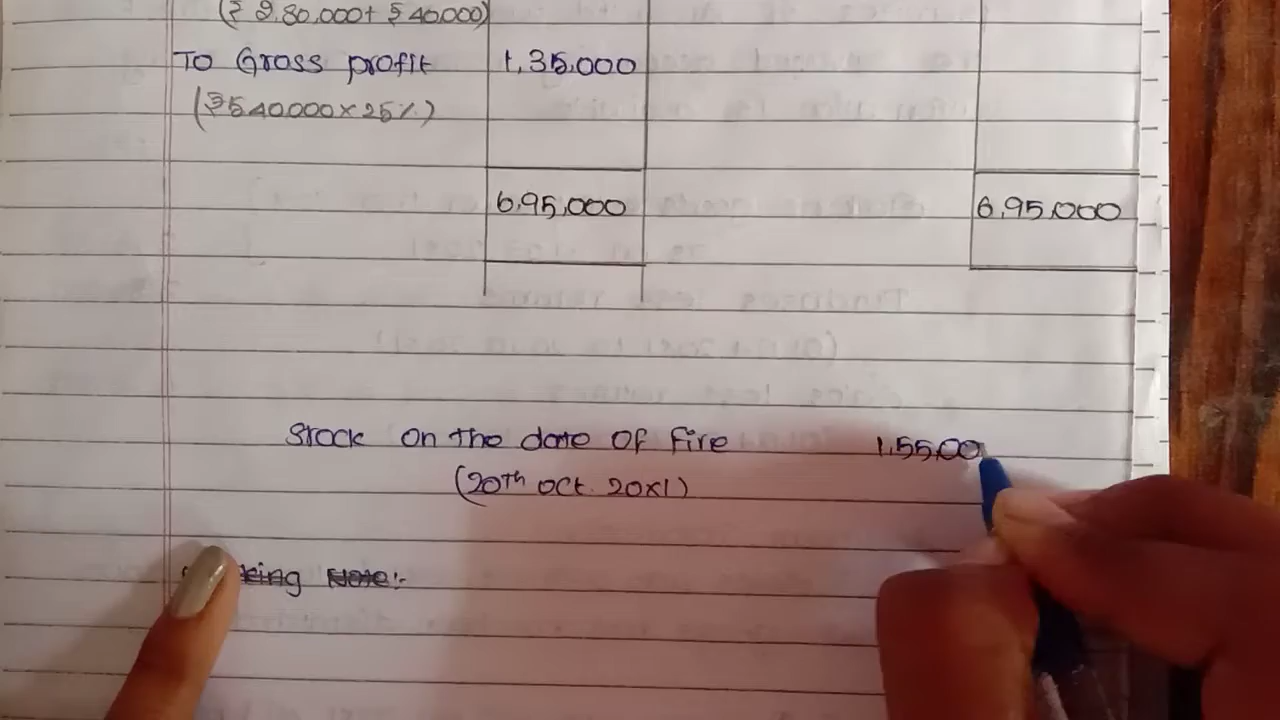 (₹ 2,80,000+ ₹ 40,000)
To Gross profit 1,35,000
(₹5,40,000×25%)
6,95,000 6,95,000
Stock on the date of fire 1,55,00
(20th Oct. 20x1)
king Note:-